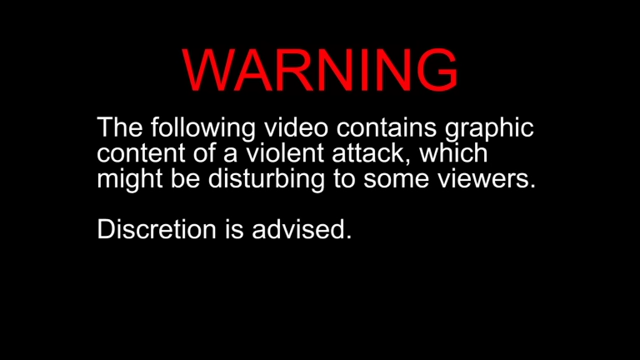 WARNING
The following video contains graphic
content of a violent attack, which
might be disturbing to some viewers.
Discretion is advised.